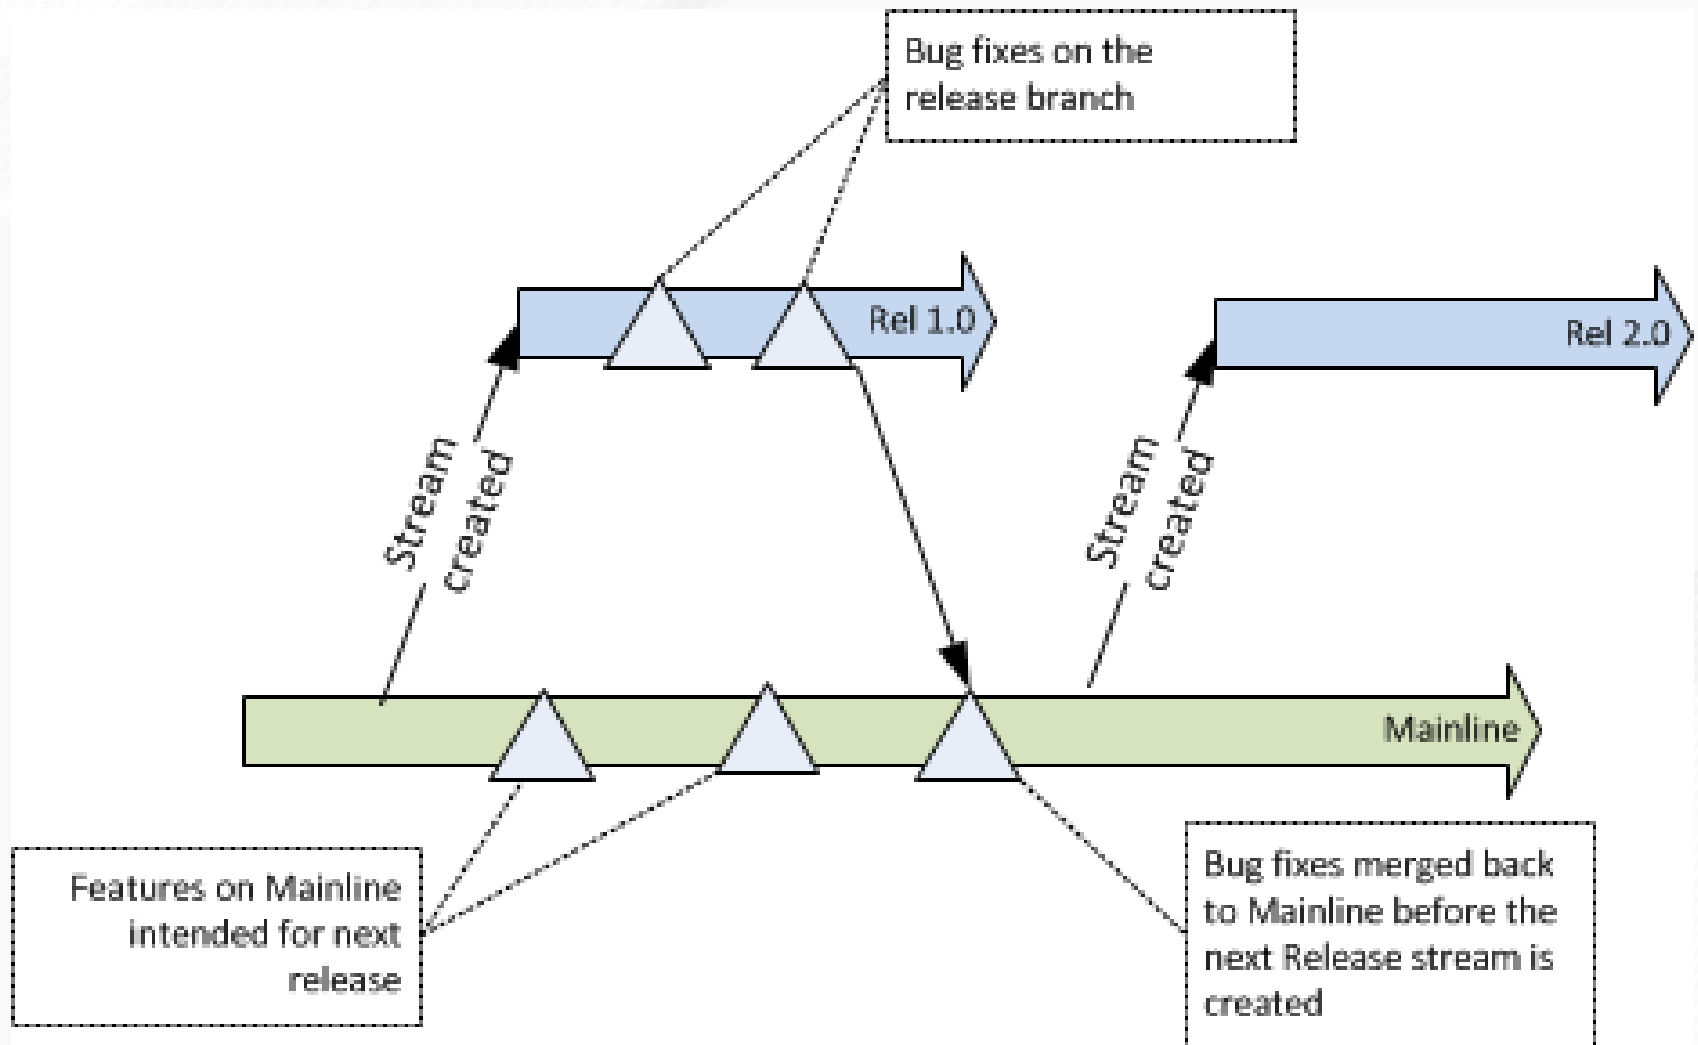 Bug fixes on the
release branch
Rel 1.0
Rel 2.0
Stream
created
Stream
created
Mainline
Features on Mainline
intended for next
release
Bug fixes merged back
to Mainline before the
next Release stream is
created